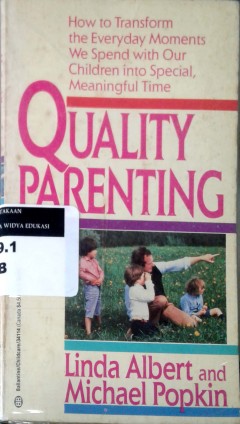 How to Transform
the Everyday Moments
We Spend with Our
Children into Special,
Meaningful Time
QUALITY
PARENTING
AKAAN
WIDYA EDUKASI
9.1
B
Linda Albert and
Michael Popkin